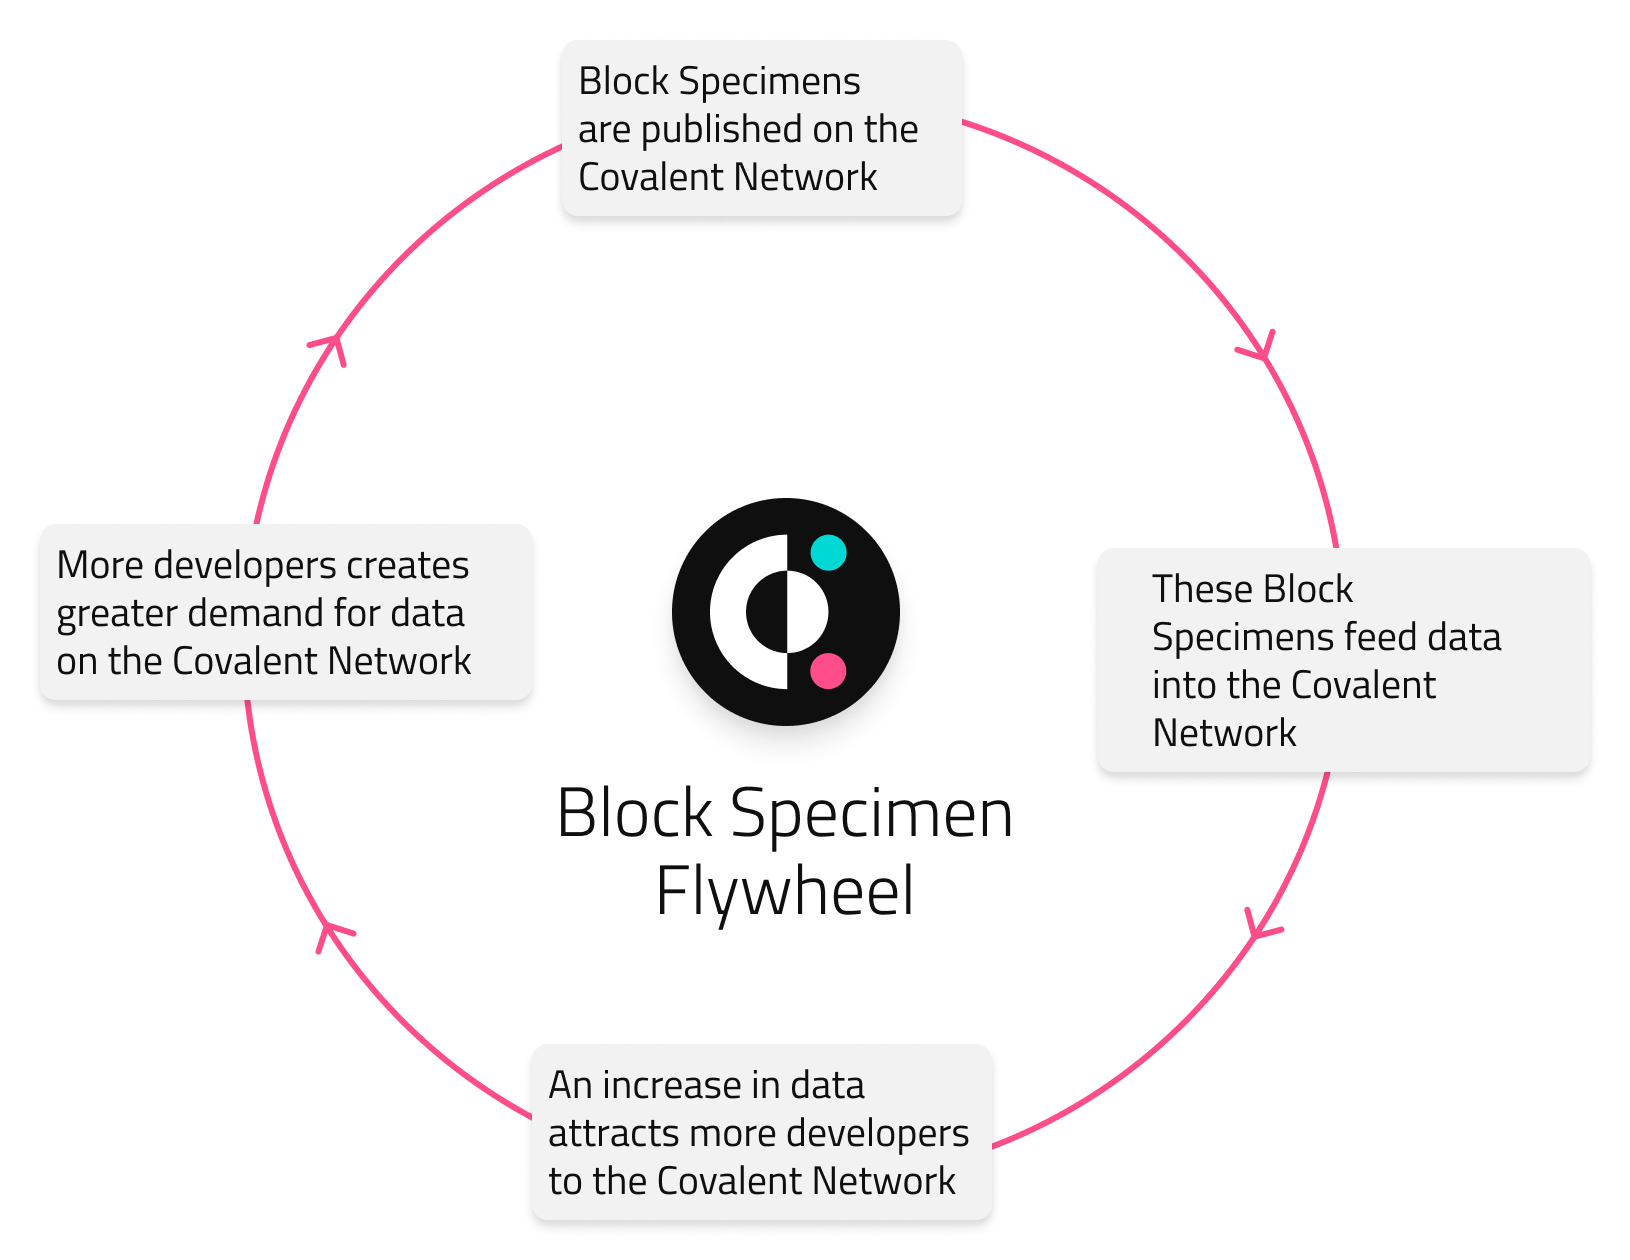 Block Specimens
are published on the
Covalent Network
These Block
Specimens feed data
into the Covalent
Network
An increase in data
attracts more developers
to the Covalent Network
More developers creates
greater demand for data
on the Covalent Network
Block Specimen
Flywheel